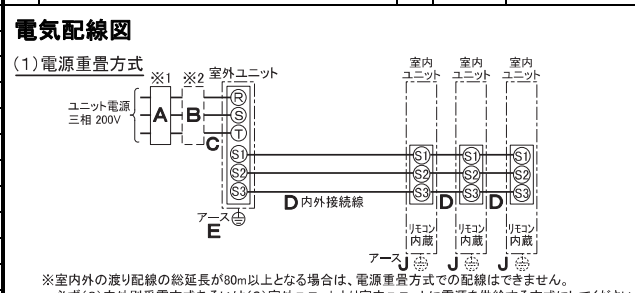 電気配線図
(1)電源重畳方式
※1
※2
室外ユニット
室内
ユニット
室内
ユニット
室内
ユニット
ユニット電源
三相 200V
A
B
C
R
S
T
S1
S2
S3
S1
S2
S3
S1
S2
S3
S1
S2
S3
D 内外接続線
D
D
アース
E
リモコン
内蔵
リモコン
内蔵
リモコン
内蔵
アース J
J
J
※室内外の渡り配線の総延長が80m以上となる場合は、電源重畳方式での配線はできません。